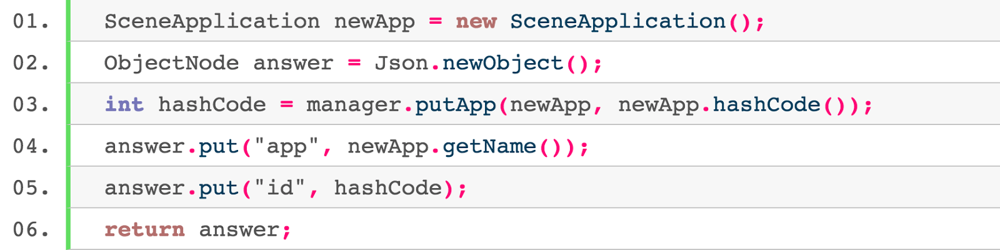 01. SceneApplication newApp = new SceneApplication();
02. ObjectNode answer = Json.newObject();
03. int hashCode = manager.putApp(newApp, newApp.hashCode());
04. answer.put("app", newApp.getName());
05. answer.put("id", hashCode);
06. return answer;